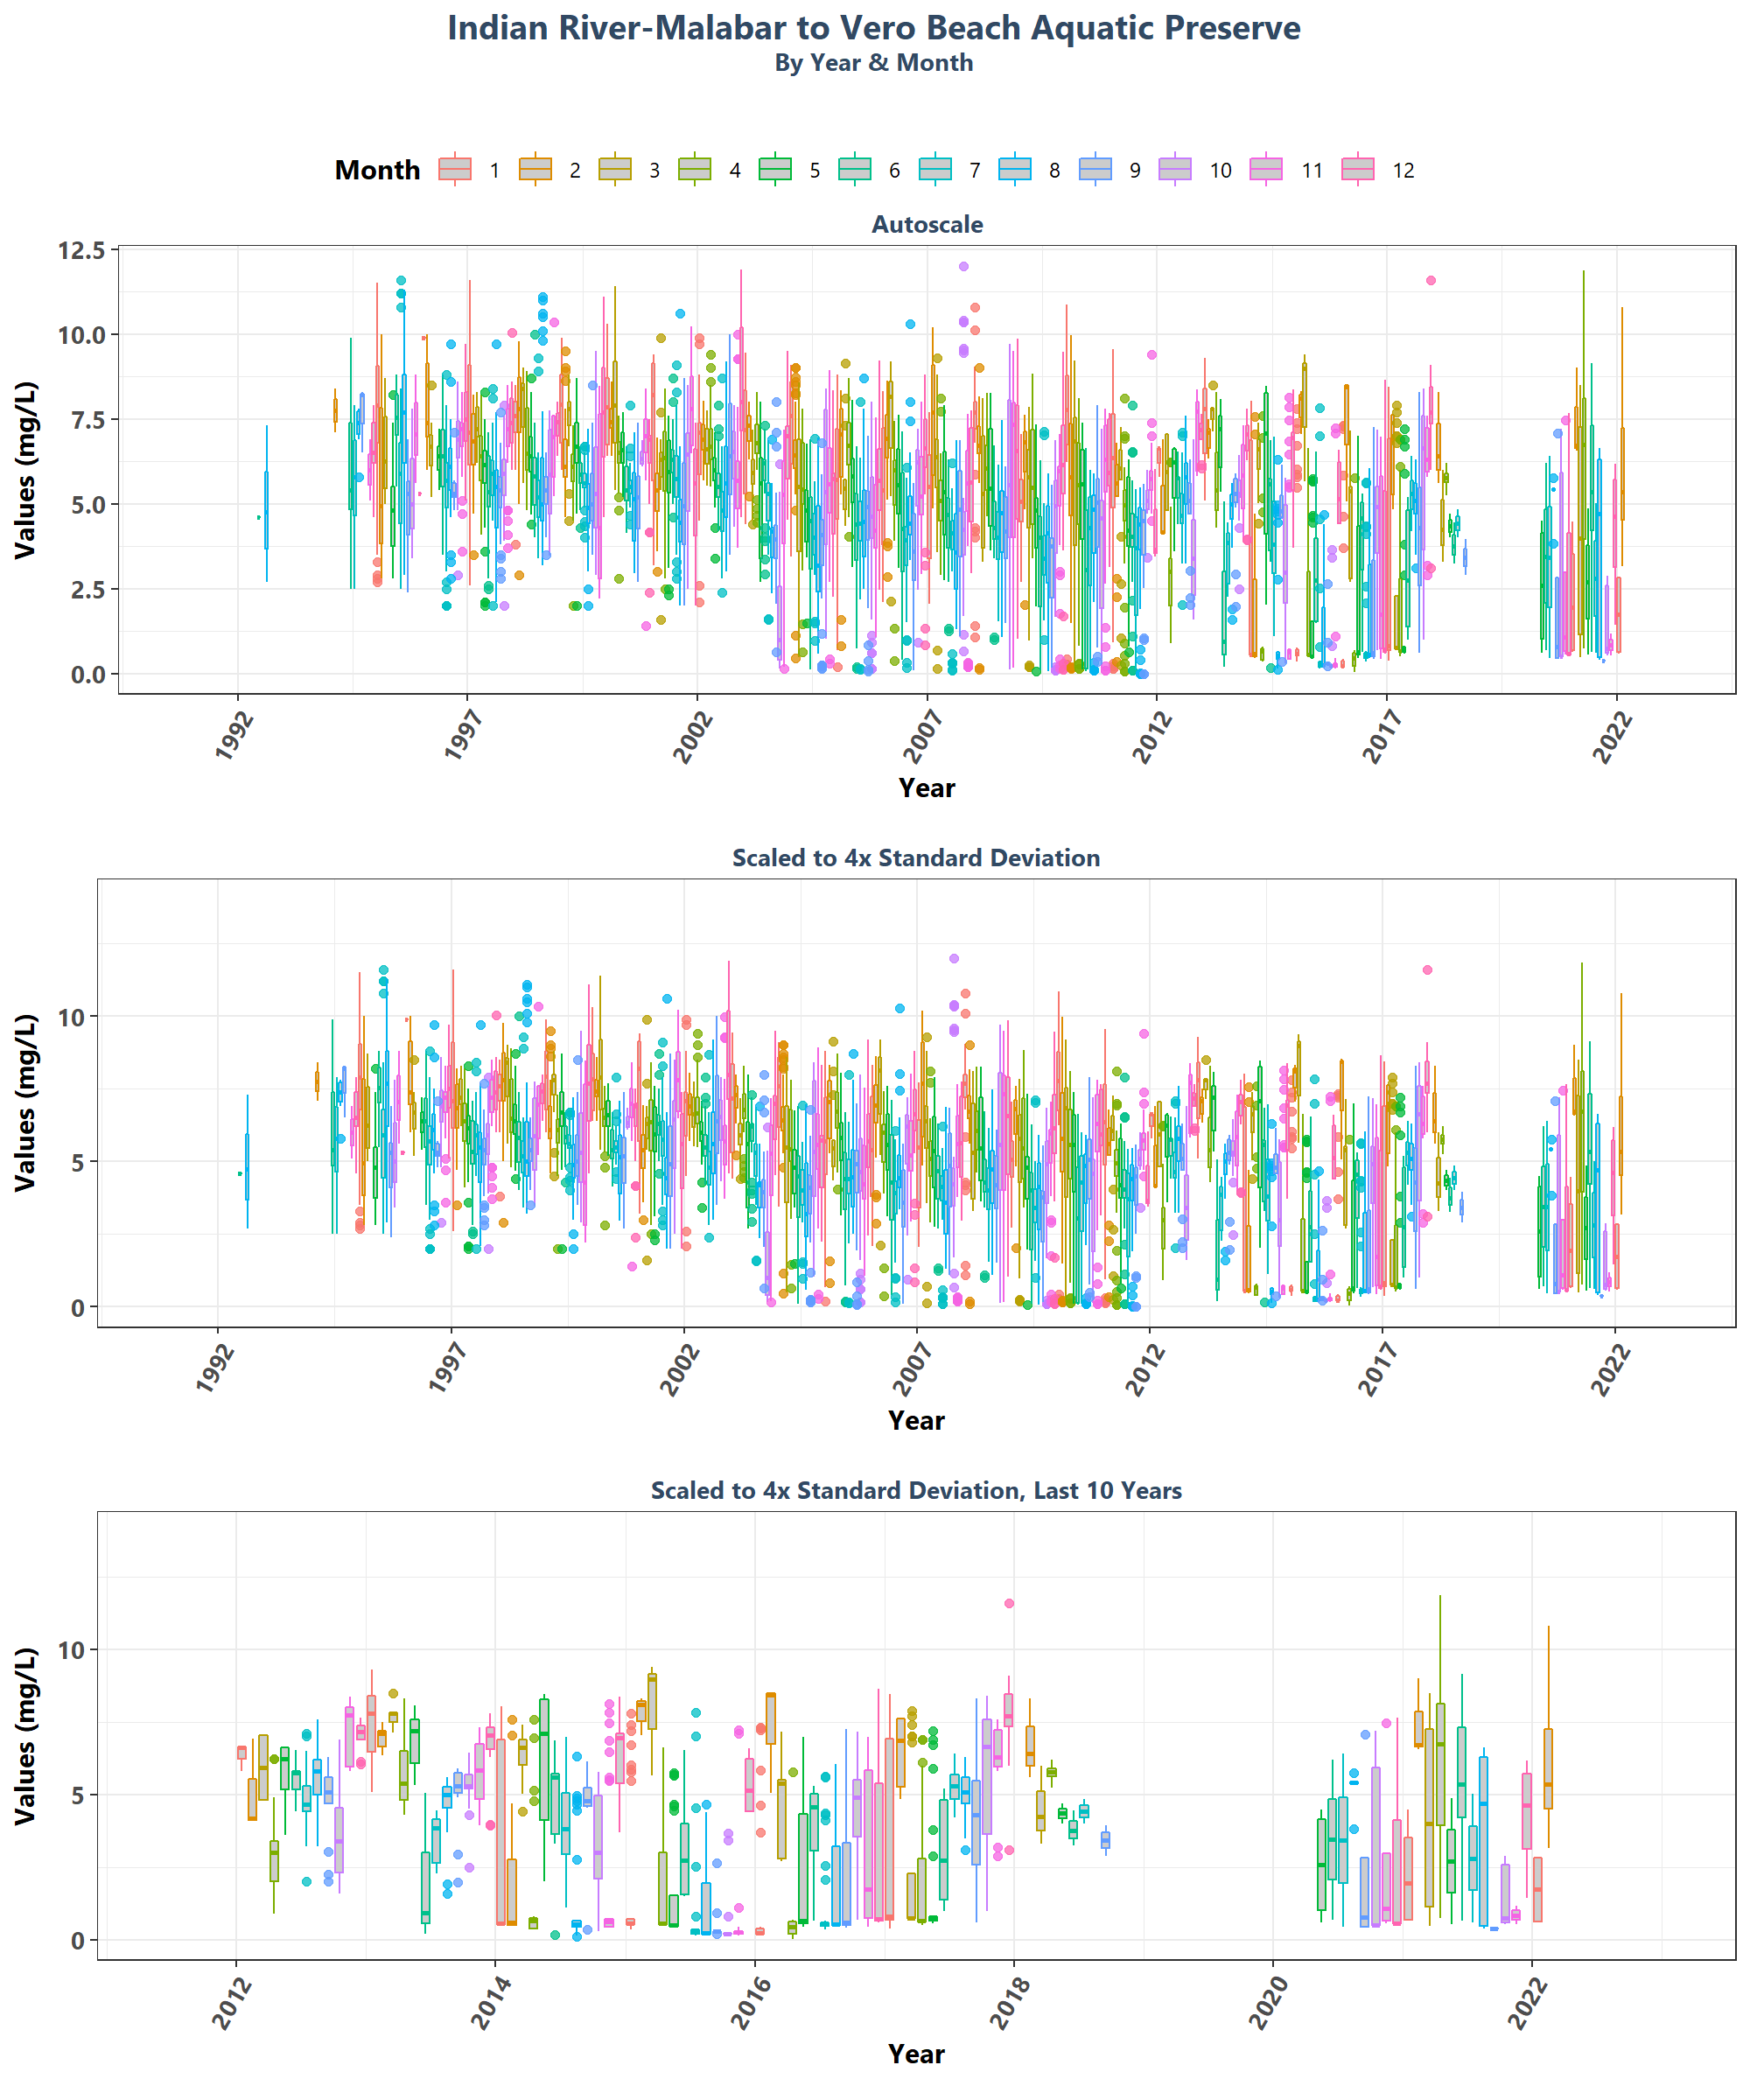 Indian River-Malabar to Vero Beach Aquatic Preserve
By Year & Month
Month 1 2 3 4 5 6 7 8 9 10 11 12
Autoscale
Values (mg/L)
12.5
10.0
7.5
5.0
2.5
0.0
1992 1997 2002 2007 2012 2017 2022
Year
Scaled to 4x Standard Deviation
Values (mg/L)
10
5
0
1992 1997 2002 2007 2012 2017 2022
Year
Scaled to 4x Standard Deviation, Last 10 Years
Values (mg/L)
10
5
0
2012 2014 2016 2018 2020 2022
Year